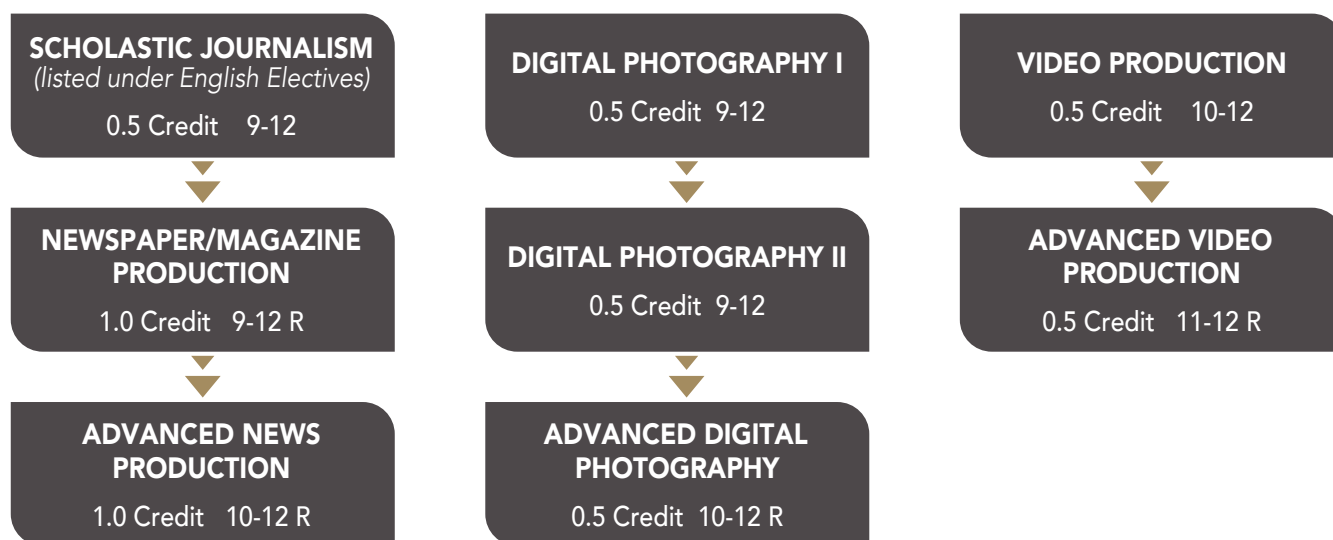 SCHOLASTIC JOURNALISM
(listed under English Electives)
0.5 Credit 9-12
NEWSPAPER/MAGAZINE
PRODUCTION
1.0 Credit 9-12 R
ADVANCED NEWS
PRODUCTION
1.0 Credit 10-12 R
DIGITAL PHOTOGRAPHY I
0.5 Credit 9-12
DIGITAL PHOTOGRAPHY II
0.5 Credit 9-12
ADVANCED DIGITAL
PHOTOGRAPHY
0.5 Credit 10-12 R
VIDEO PRODUCTION
0.5 Credit 10-12
ADVANCED VIDEO
PRODUCTION
0.5 Credit 11-12 R